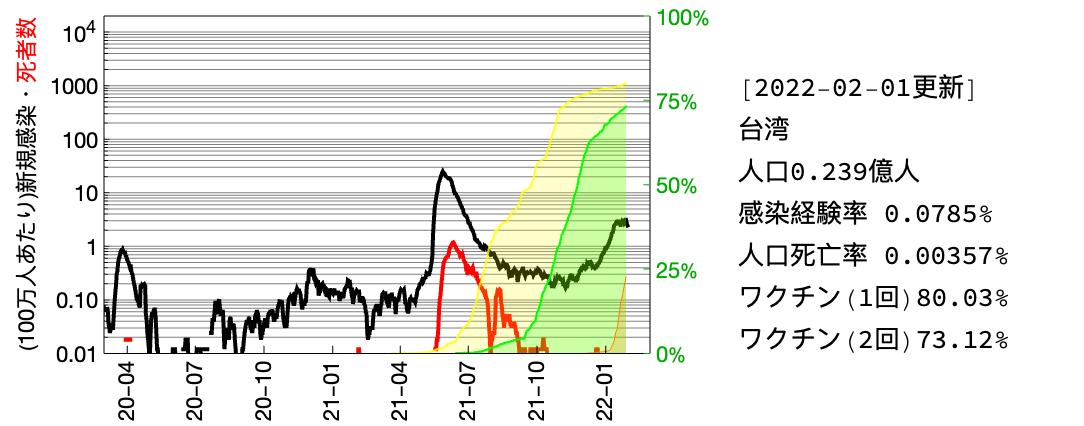 (100万人あたり)新規感染・死者数
10^4
1000
100
10
1
0.10
0.01
100%
75%
50%
25%
0%
20-04
20-07
20-10
21-01
21-04
21-07
21-10
22-01
[2022-02-01更新]
台湾
人口0.239億人
感染経験率 0.0785%
人口死亡率 0.00357%
ワクチン(1回)80.03%
ワクチン(2回)73.12%